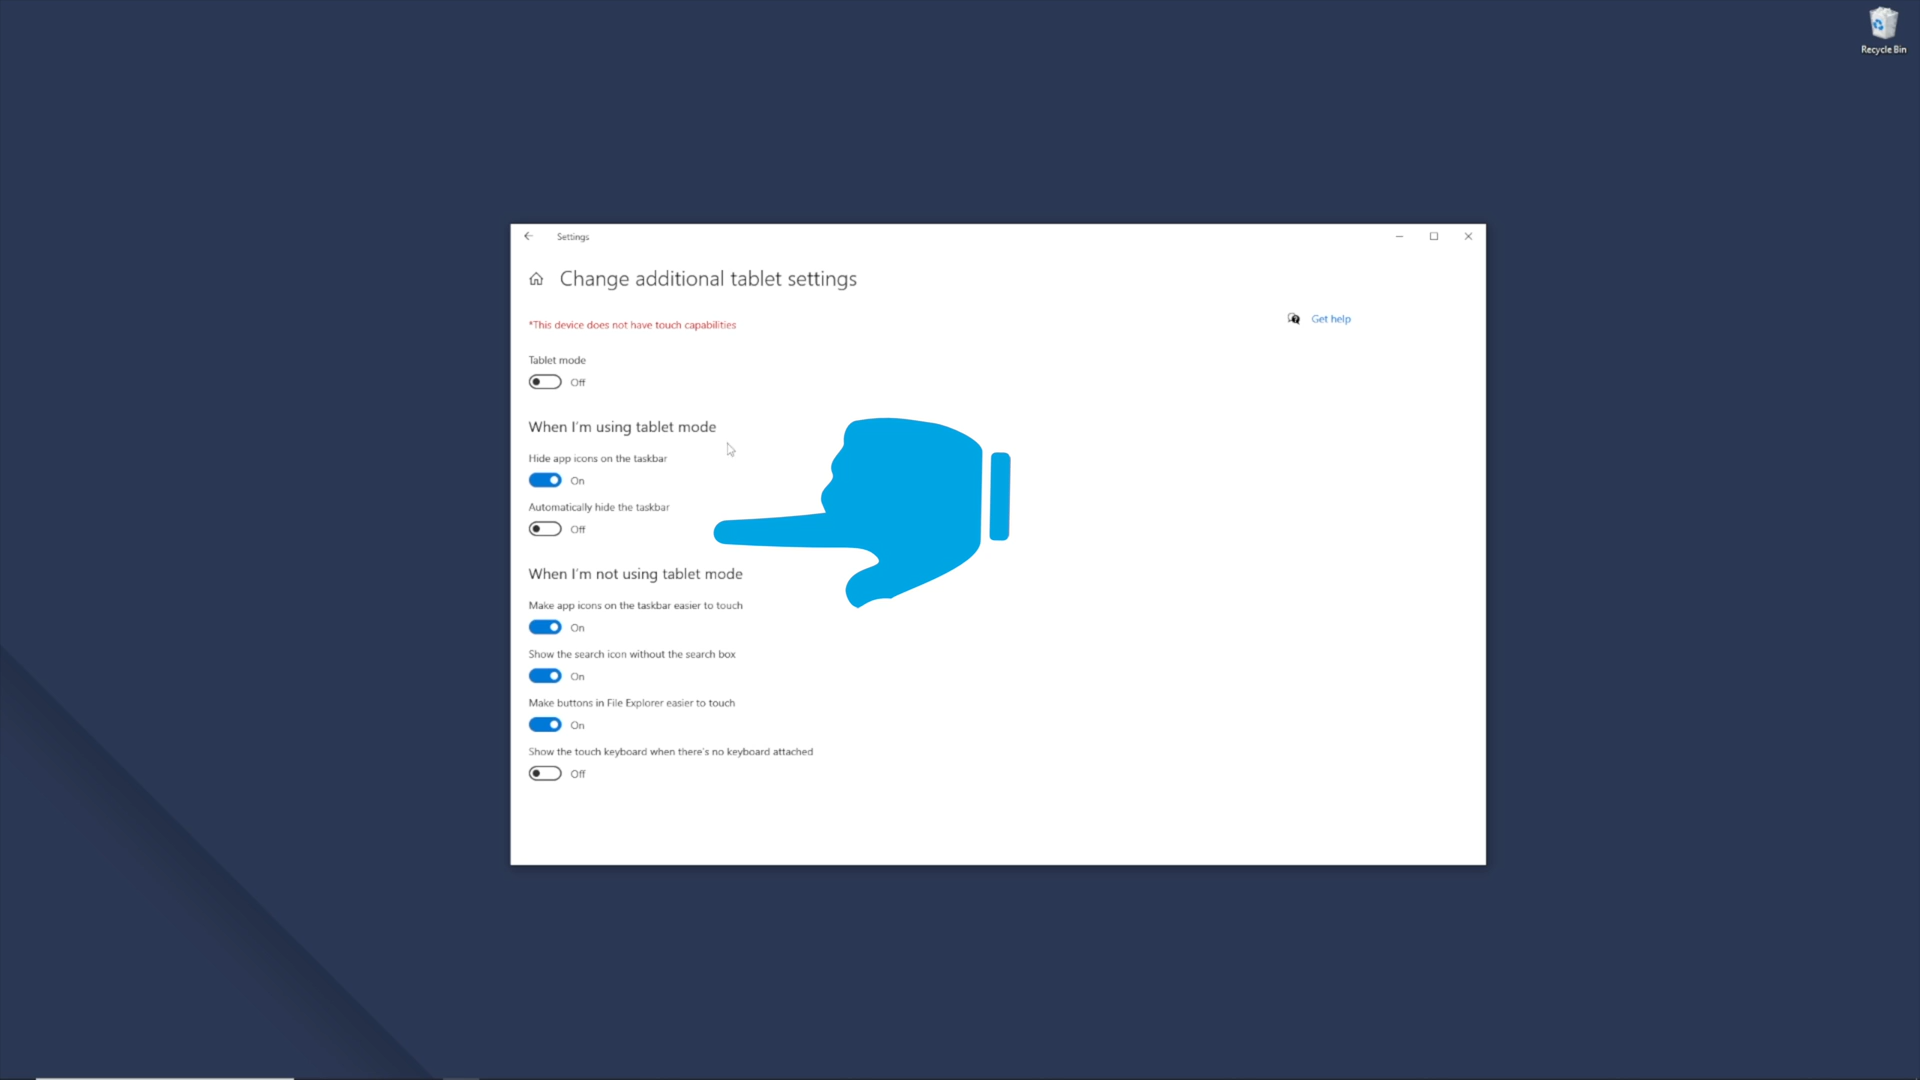 Recycle Bin
Settings
Change additional tablet settings
*This device does not have touch capabilities
Get help
Tablet mode
Off
When I'm using tablet mode
Hide app icons on the taskbar
On
Automatically hide the taskbar
Off
When I'm not using tablet mode
Make app icons on the taskbar easier to touch
On
Show the search icon without the search box
On
Make buttons in File Explorer easier to touch
On
Show the touch keyboard when there's no keyboard attached
Off